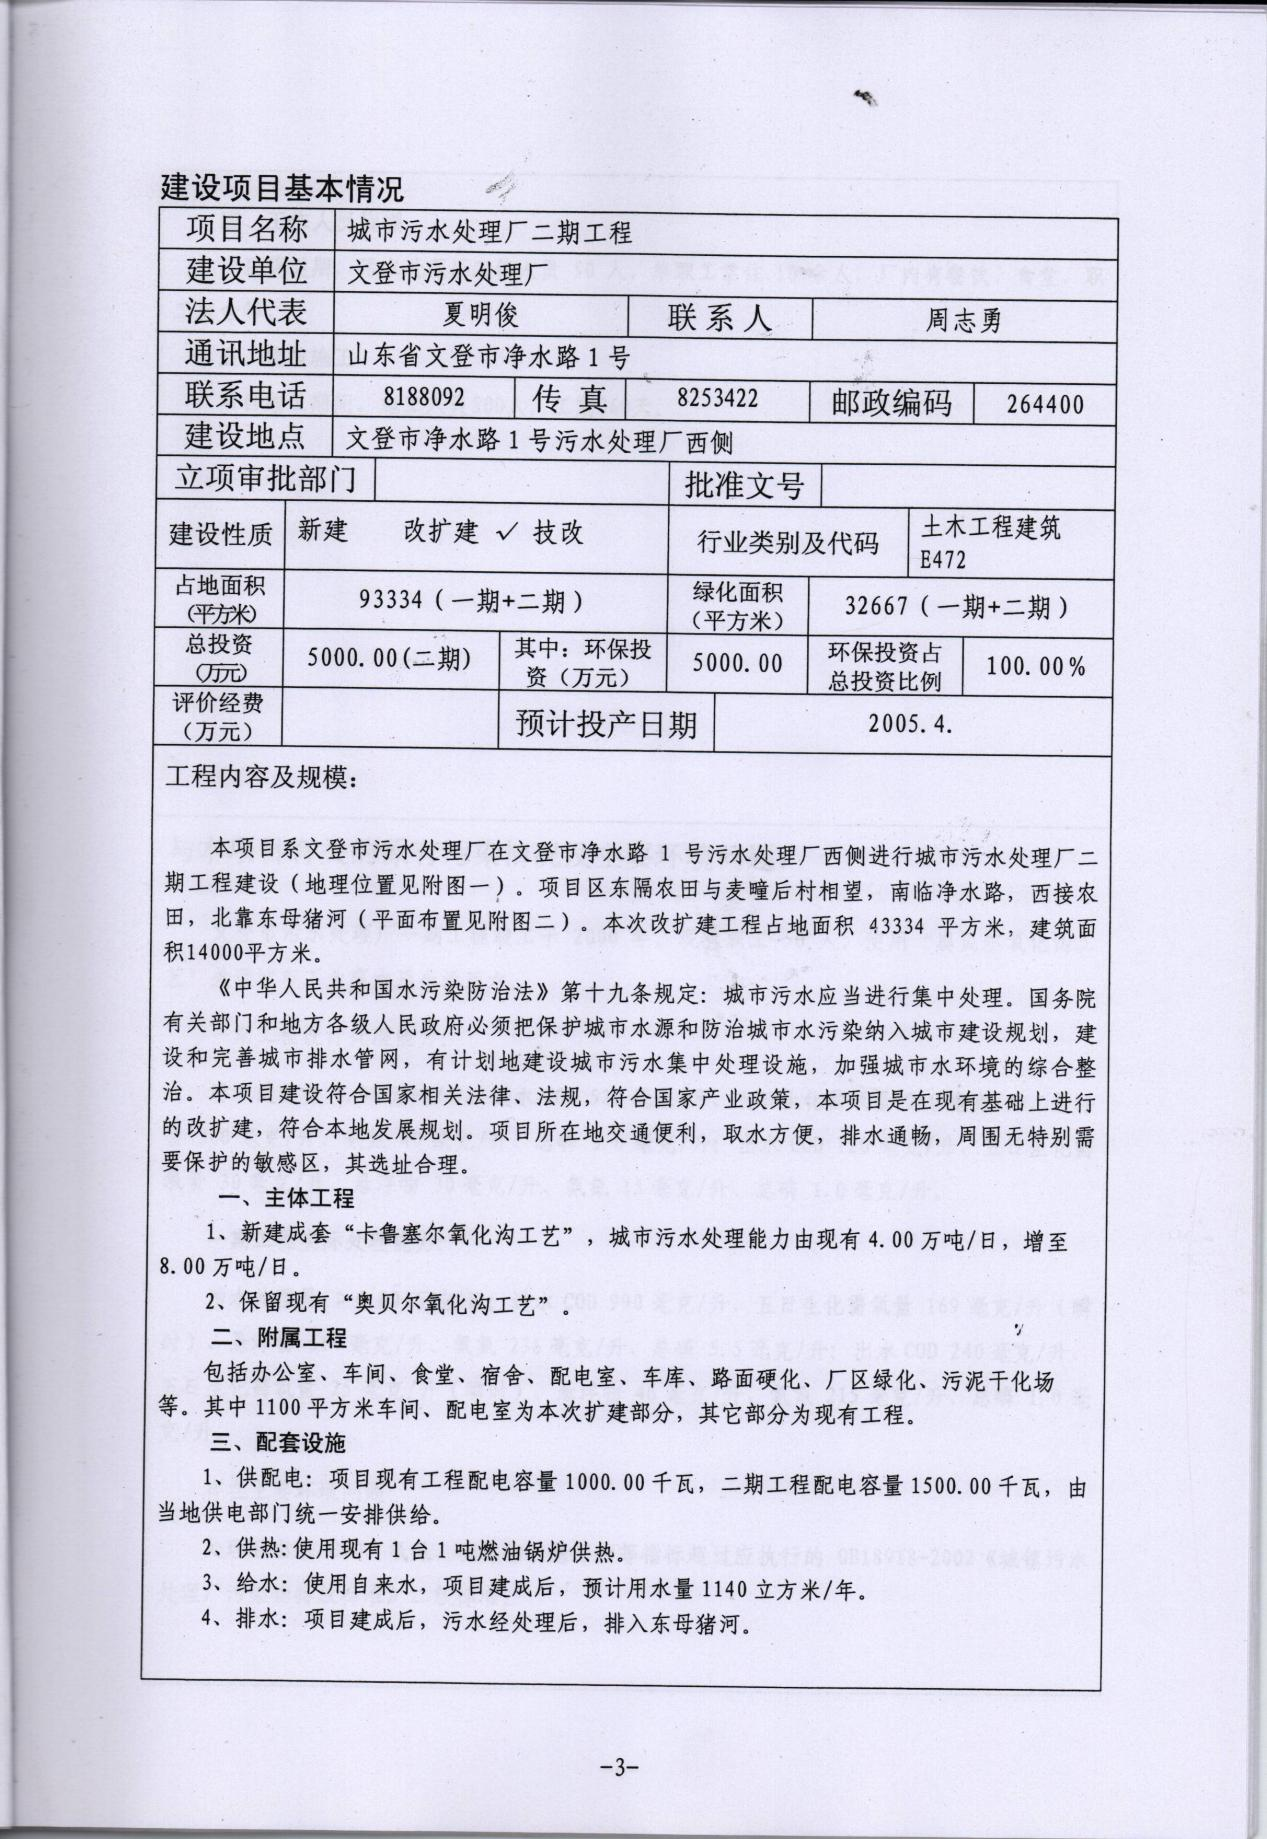 建设项目基本情况
项目名称 城市污水处理厂二期工程
建设单位 文登市污水处理厂
法人代表 夏明俊 联系人 周志勇
通讯地址 山东省文登市净水路1号
联系电话 8188092 传真 8253422 邮政编码 264400
建设地点 文登市净水路1号污水处理厂西侧
立项审批部门 批准文号
建设性质 新建 改扩建 ✓ 技改 行业类别及代码 土木工程建筑
E472
占地面积
(平方米) 93334（一期+二期） 绿化面积
（平方米） 32667（一期+二期）
总投资
(万元) 5000.00(二期) 其中：环保投
资（万元） 5000.00 环保投资占
总投资比例 100.00%
评价经费
（万元） 预计投产日期 2005.4.
工程内容及规模：
本项目系文登市污水处理厂在文登市净水路 1 号污水处理厂西侧进行城市污水处理厂二
期工程建设（地理位置见附图一）。项目区东隔农田与麦疃后村相望，南临净水路，西接农
田，北靠东母猪河（平面布置见附图二）。本次改扩建工程占地面积 43334 平方米，建筑面
积14000平方米。
《中华人民共和国水污染防治法》第十九条规定：城市污水应当进行集中处理。国务院
有关部门和地方各级人民政府必须把保护城市水源和防治城市水污染纳入城市建设规划，建
设和完善城市排水管网，有计划地建设城市污水集中处理设施，加强城市水环境的综合整
治。本项目建设符合国家相关法律、法规，符合国家产业政策，本项目是在现有基础上进行
的改扩建，符合本地发展规划。项目所在地交通便利，取水方便，排水通畅，周围无特别需
要保护的敏感区，其选址合理。
一、主体工程
1、新建成套“卡鲁塞尔氧化沟工艺”，城市污水处理能力由现有 4.00 万吨/日，增至
8.00 万吨/日。
2、保留现有“奥贝尔氧化沟工艺”。
二、附属工程
包括办公室、车间、食堂、宿舍、配电室、车库、路面硬化、厂区绿化、污泥干化场
等。其中 1100 平方米车间、配电室为本次扩建部分，其它部分为现有工程。
三、配套设施
1、供配电：项目现有工程配电容量 1000.00 千瓦，二期工程配电容量 1500.00 千瓦，由
当地供电部门统一安排供给。
2、供热:使用现有 1 台 1 吨燃油锅炉供热。
3、给水：使用自来水，项目建成后，预计用水量 1140 立方米/年。
4、排水：项目建成后，污水经处理后，排入东母猪河。
-3-